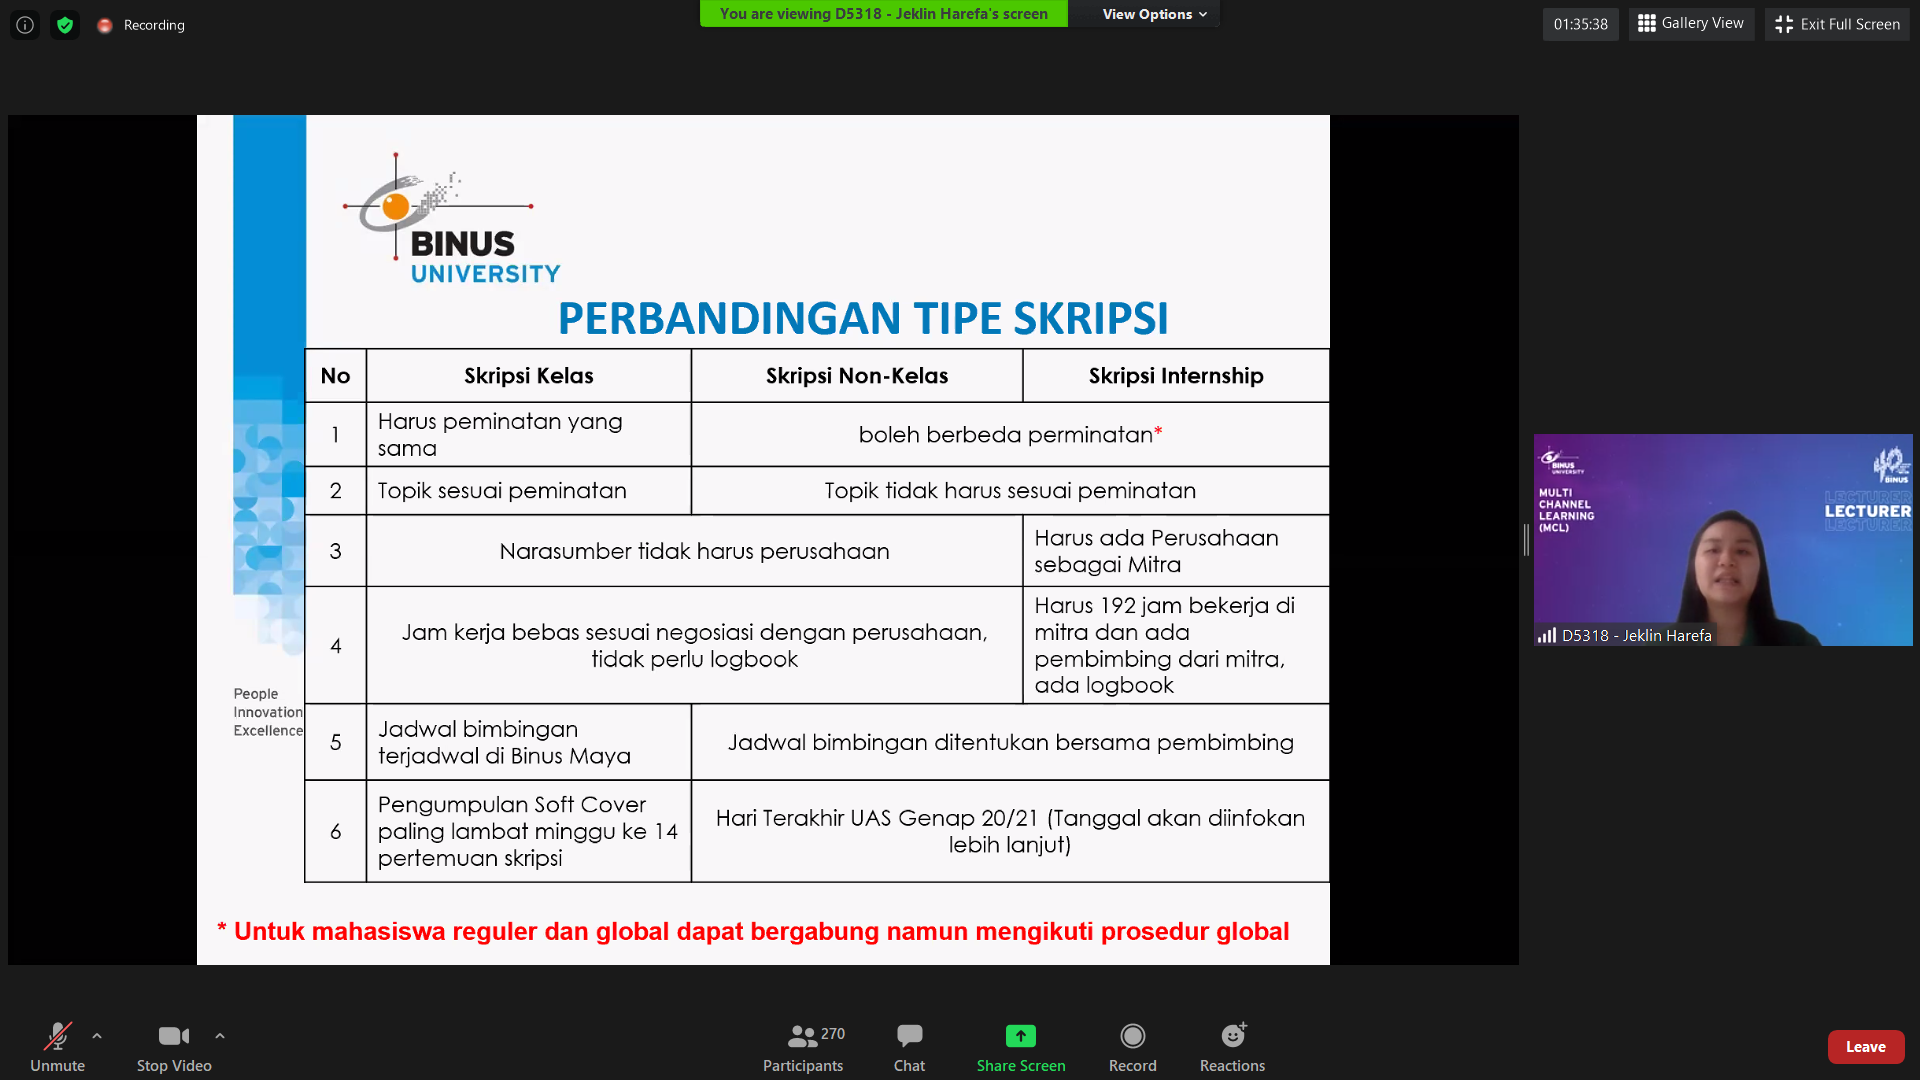 Recording
You are viewing D5318 - Jeklin Harefa's screen
View Options
01:35:38
Gallery View
Exit Full Screen
BINUS
UNIVERSITY
PERBANDINGAN TIPE SKRIPSI
No
Skripsi Kelas
Skripsi Non-Kelas
Skripsi Internship
1
Harus peminatan yang
sama
boleh berbeda perminatan*
2
Topik sesuai peminatan
Topik tidak harus sesuai peminatan
3
Narasumber tidak harus perusahaan
Harus ada Perusahaan
sebagai Mitra
4
Jam kerja bebas sesuai negosiasi dengan perusahaan,
tidak perlu logbook
Harus 192 jam bekerja di
mitra dan ada
pembimbing dari mitra,
ada logbook
5
Jadwal bimbingan
terjadwal di Binus Maya
Jadwal bimbingan ditentukan bersama pembimbing
6
Pengumpulan Soft Cover
paling lambat minggu ke 14
pertemuan skripsi
Hari Terakhir UAS Genap 20/21 (Tanggal akan diinfokan
lebih lanjut)
People
Innovation
Excellence
* Untuk mahasiswa reguler dan global dapat bergabung namun mengikuti prosedur global
BINUS
UNIVERSITY
MULTI
CHANNEL
LEARNING
(MCL)
40
BINUS
LECTURER
LECTURER
LECTURER
D5318 - Jeklin Harefa
Unmute
Stop Video
270
Participants
Chat
Share Screen
Record
Reactions
Leave